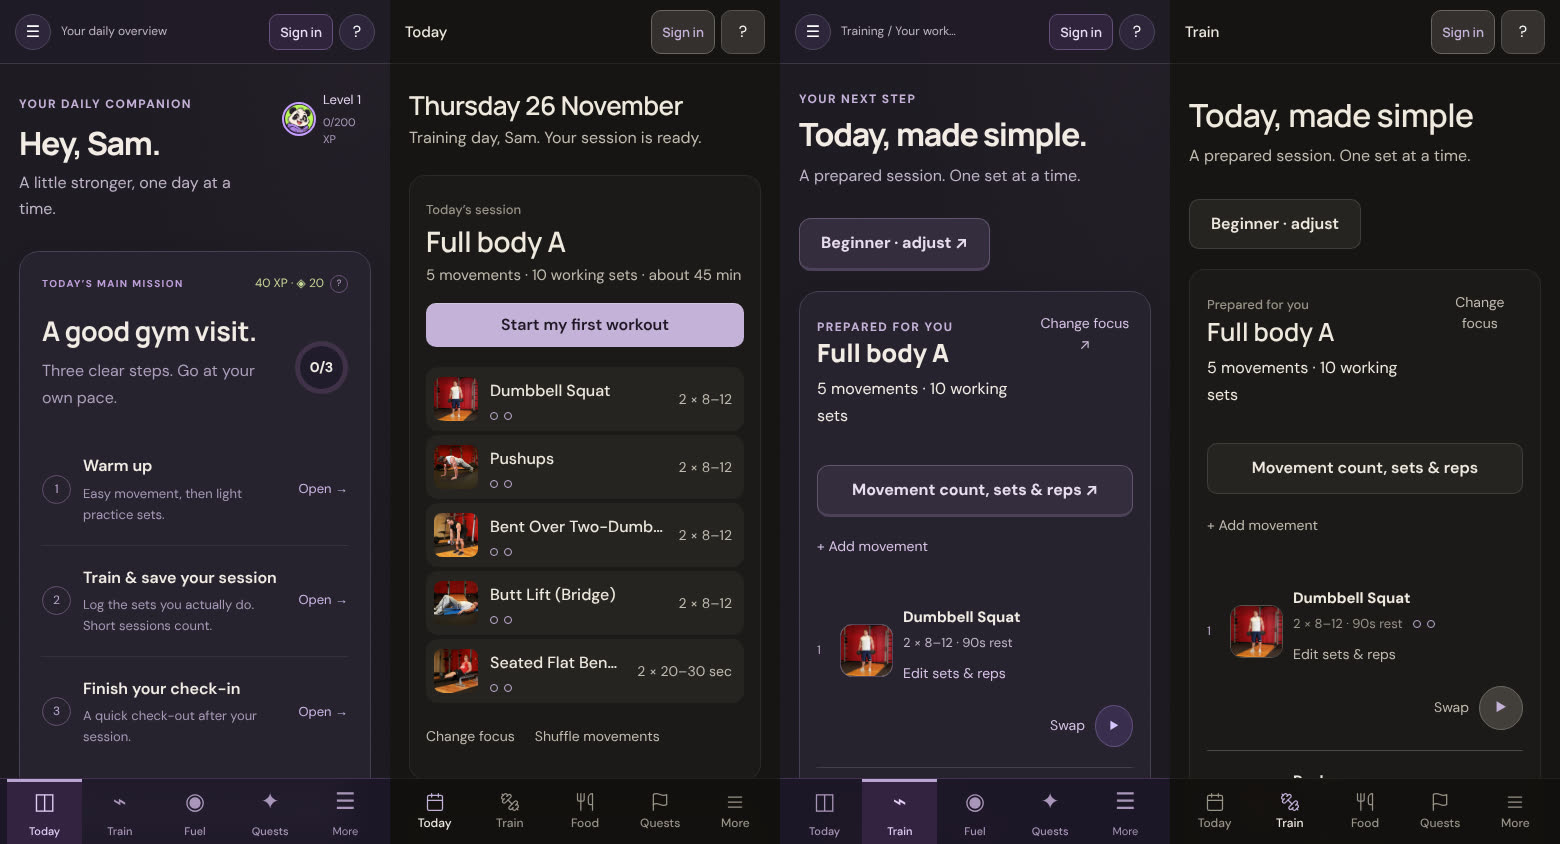 ☰ Your daily overview Sign in ?
YOUR DAILY COMPANION
Level 1
0/200
XP
Hey, Sam.
A little stronger, one day at a
time.
TODAY'S MAIN MISSION 40 XP · ◈ 20 ?
A good gym visit.
Three clear steps. Go at your
own pace.
0/3
1
Warm up
Easy movement, then light
practice sets.
Open →
2
Train & save your session
Log the sets you actually do.
Short sessions count.
Open →
3
Finish your check-in
A quick check-out after your
session.
Open →
Today Train Fuel Quests More
Today Sign in ?
Thursday 26 November
Training day, Sam. Your session is ready.
Today's session
Full body A
5 movements · 10 working sets · about 45 min
Start my first workout
Dumbbell Squat
2 × 8–12
Pushups
2 × 8–12
Bent Over Two-Dumb…
2 × 8–12
Butt Lift (Bridge)
2 × 8–12
Seated Flat Ben…
2 × 20–30 sec
Change focus Shuffle movements
Today Train Food Quests More
☰ Training / Your work… Sign in ?
YOUR NEXT STEP
Today, made simple.
A prepared session. One set at a time.
Beginner · adjust ↗
PREPARED FOR YOU
Change focus
↗
Full body A
5 movements · 10 working
sets
Movement count, sets & reps ↗
+ Add movement
1
Dumbbell Squat
2 × 8–12 · 90s rest
Edit sets & reps
Swap
Today Train Fuel Quests More
Train Sign in ?
Today, made simple
A prepared session. One set at a time.
Beginner · adjust
Prepared for you
Change
focus
Full body A
5 movements · 10 working
sets
Movement count, sets & reps
+ Add movement
1
Dumbbell Squat
2 × 8–12 · 90s rest
Edit sets & reps
Swap
Today Train Food Quests More